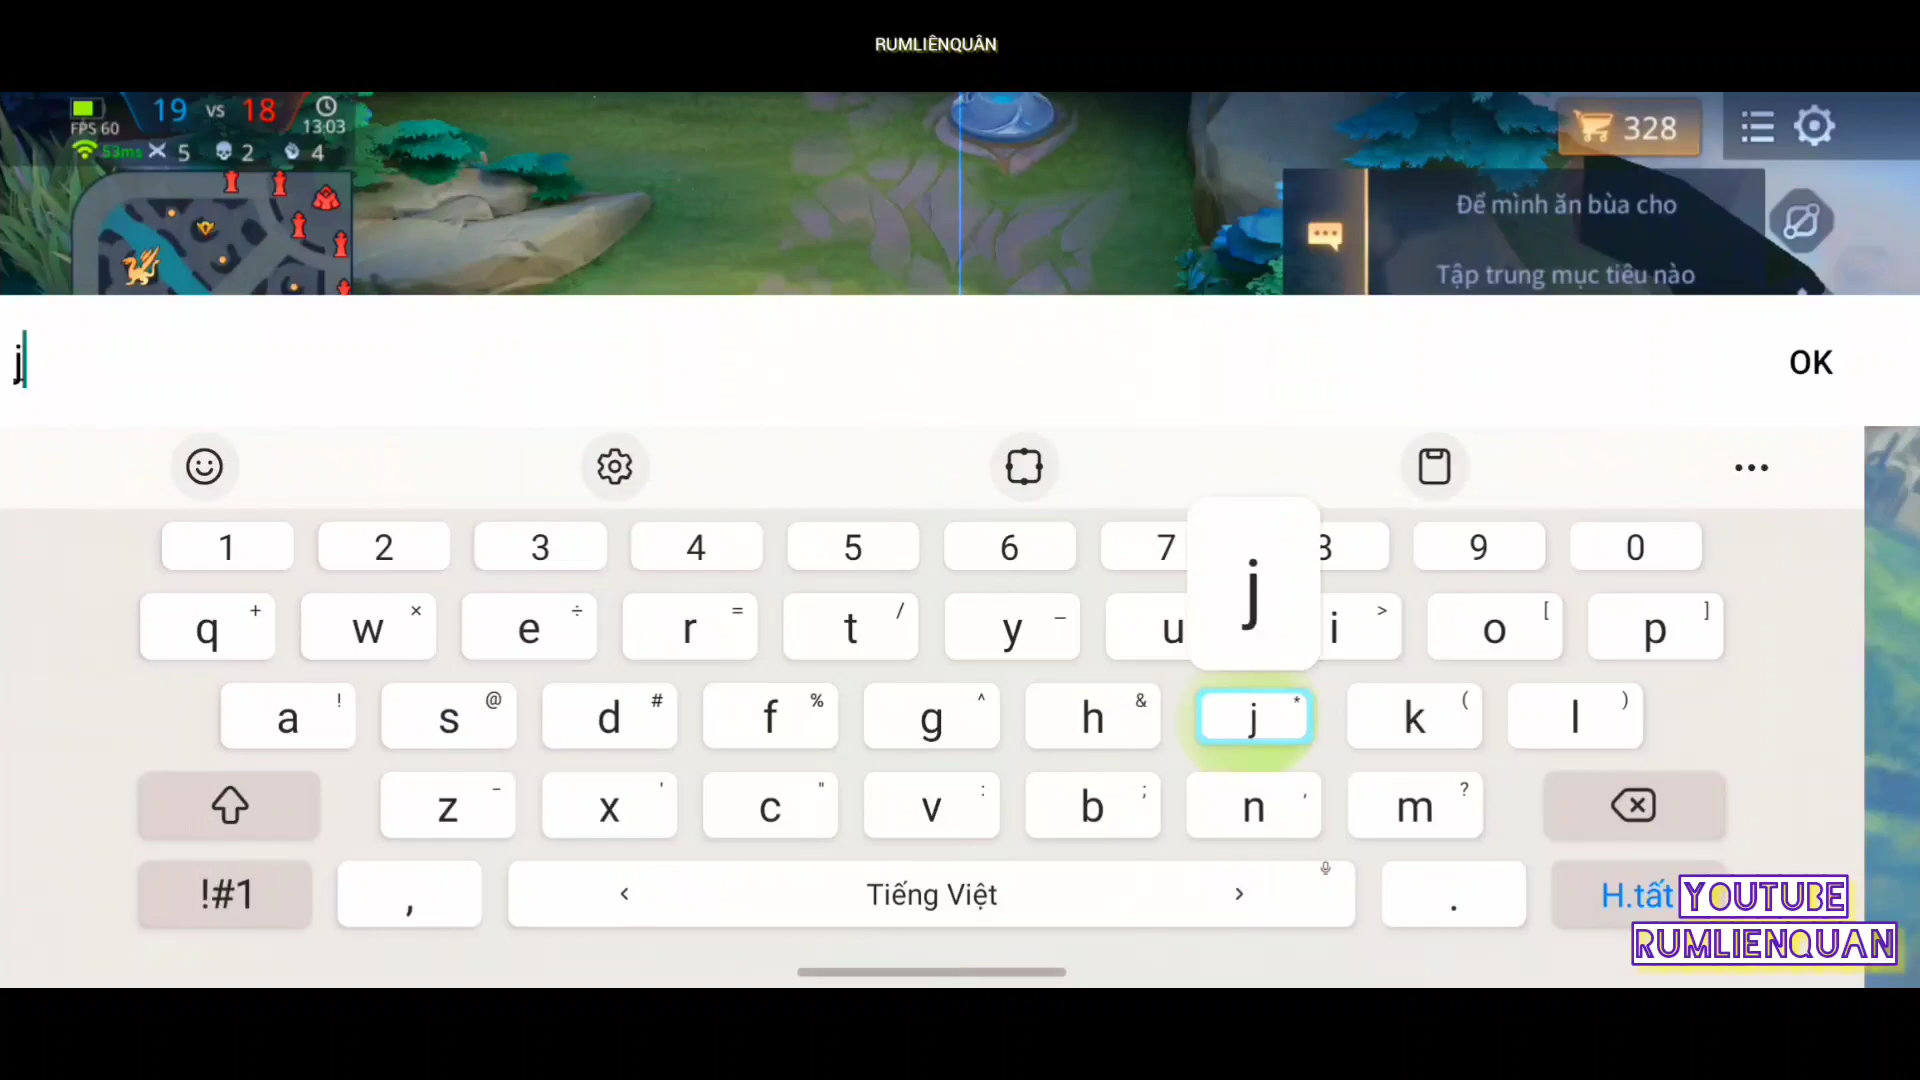 RUMLIÊNQUÂN
19 vs 18
13:03
FPS 60
53ms 5 2 4
328
Để mình ăn bùa cho
Tập trung mục tiêu nào
j
OK
1 2 3 4 5 6 7 8 9 0
j
q + w × e ÷ r = t / y _ u i > o [ p ]
a ! s @ d # f % g ^ h & j * k ( l )
z - x ' c " v : b ; n , m ?
!#1 , < Tiếng Việt > . H.tất
YOUTUBE
RUMLIENQUAN